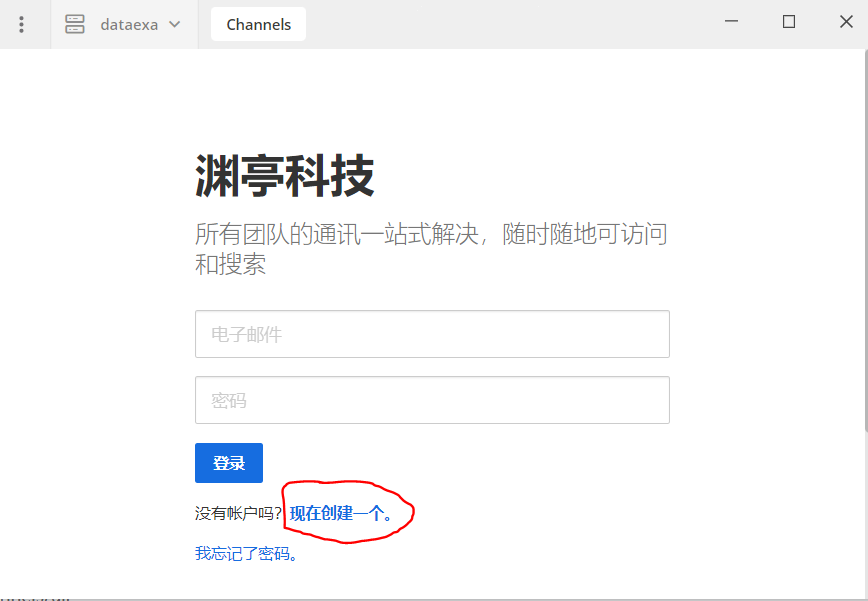 dataexa
Channels
渊亭科技
所有团队的通讯一站式解决，随时随地可访问
和搜索
电子邮件
密码
登录
没有帐户吗? 现在创建一个。
我忘记了密码。